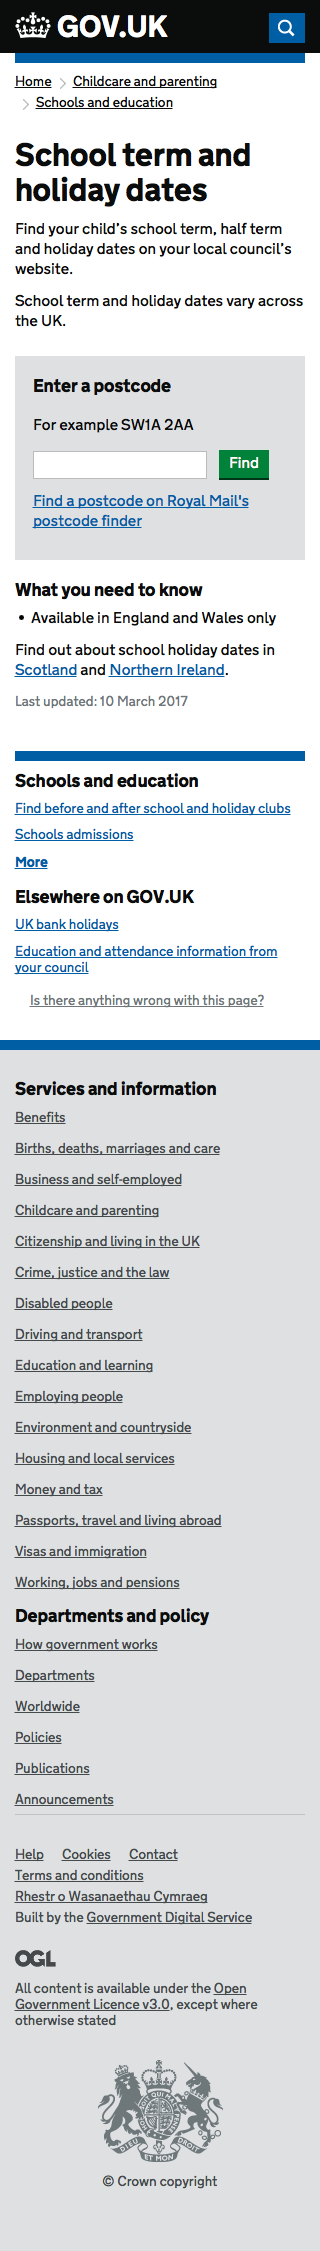 GOV.UK
Home
Childcare and parenting
Schools and education
School term and
holiday dates
Find your child’s school term, half term
and holiday dates on your local council’s
website.
School term and holiday dates vary across
the UK.
Enter a postcode
For example SW1A 2AA
Find
Find a postcode on Royal Mail's
postcode finder
What you need to know
• Available in England and Wales only
Find out about school holiday dates in
Scotland and Northern Ireland.
Last updated: 10 March 2017
Schools and education
Find before and after school and holiday clubs
Schools admissions
More
Elsewhere on GOV.UK
UK bank holidays
Education and attendance information from
your council
Is there anything wrong with this page?
Services and information
Benefits
Births, deaths, marriages and care
Business and self-employed
Childcare and parenting
Citizenship and living in the UK
Crime, justice and the law
Disabled people
Driving and transport
Education and learning
Employing people
Environment and countryside
Housing and local services
Money and tax
Passports, travel and living abroad
Visas and immigration
Working, jobs and pensions
Departments and policy
How government works
Departments
Worldwide
Policies
Publications
Announcements
Help Cookies Contact
Terms and conditions
Rhestr o Wasanaethau Cymraeg
Built by the Government Digital Service
OGL
All content is available under the Open
Government Licence v3.0, except where
otherwise stated
DIEU ET MON
© Crown copyright